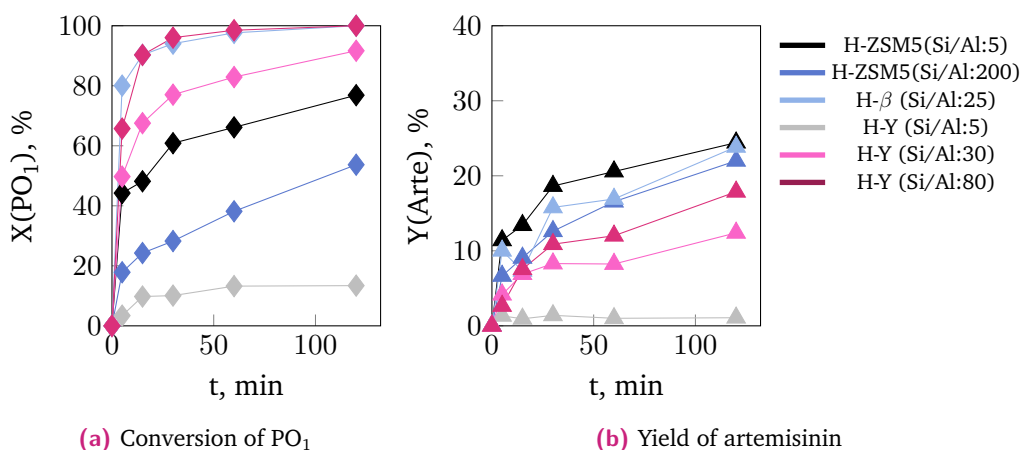 X(PO₁), %
100
80
60
40
20
0
0 50 100
t, min
(a) Conversion of PO₁
Y(Arte), %
40
30
20
10
0
0 50 100
t, min
(b) Yield of artemisinin
H-ZSM5(Si/Al:5)
H-ZSM5(Si/Al:200)
H-β (Si/Al:25)
H-Y (Si/Al:5)
H-Y (Si/Al:30)
H-Y (Si/Al:80)